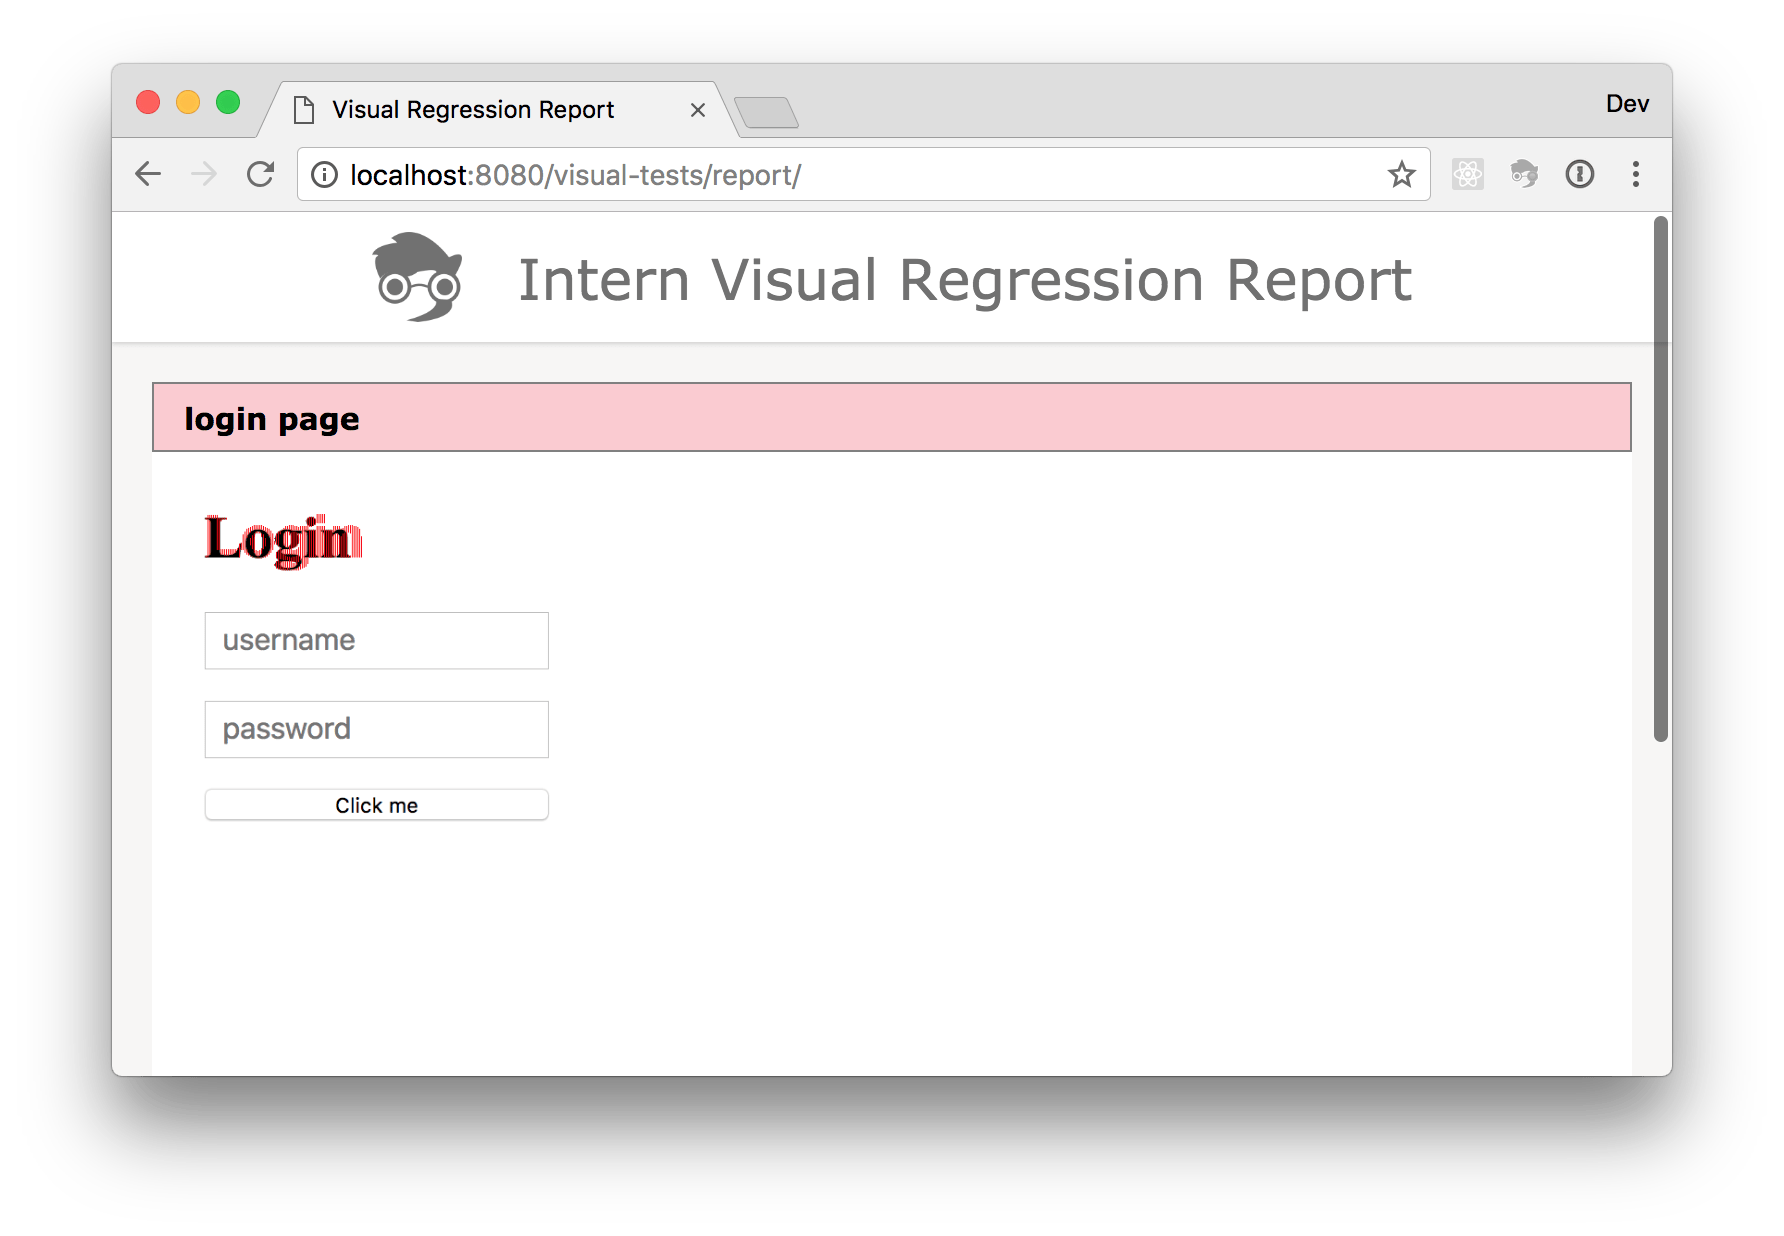 Visual Regression Report
Dev
localhost:8080/visual-tests/report/
Intern Visual Regression Report
login page
Login
username
password
Click me